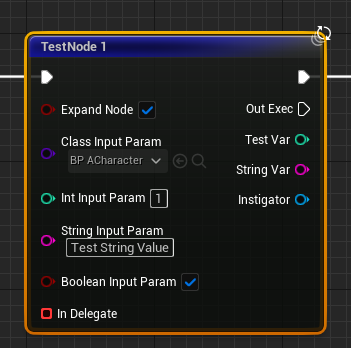 TestNode 1
Expand Node
Out Exec
Class Input Param
BP ACharacter
Test Var
String Var
Int Input Param 1
Instigator
String Input Param
Test String Value
Boolean Input Param
In Delegate